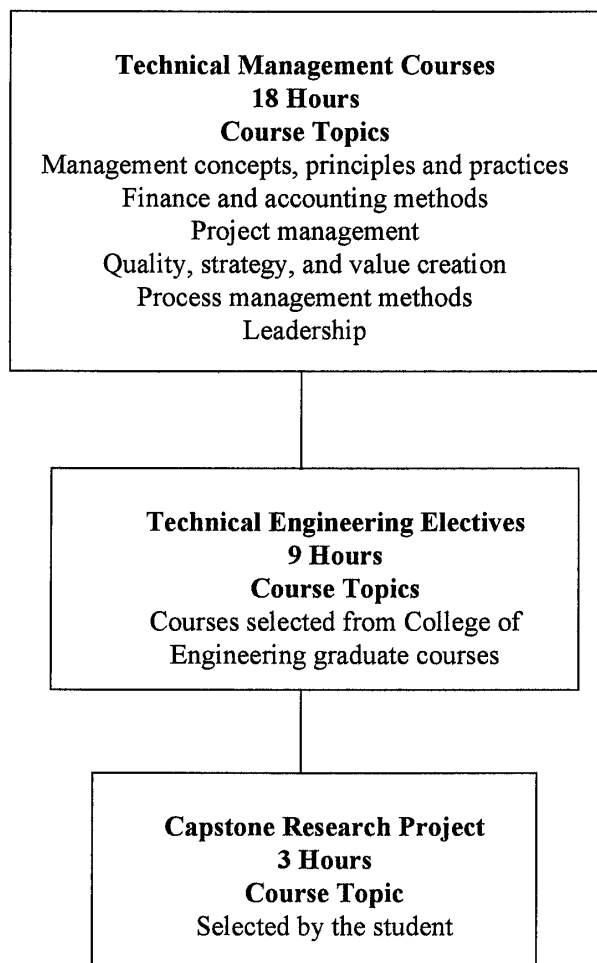 Technical Management Courses
18 Hours
Course Topics
Management concepts, principles and practices
Finance and accounting methods
Project management
Quality, strategy, and value creation
Process management methods
Leadership
Technical Engineering Electives
9 Hours
Course Topics
Courses selected from College of
Engineering graduate courses
Capstone Research Project
3 Hours
Course Topic
Selected by the student